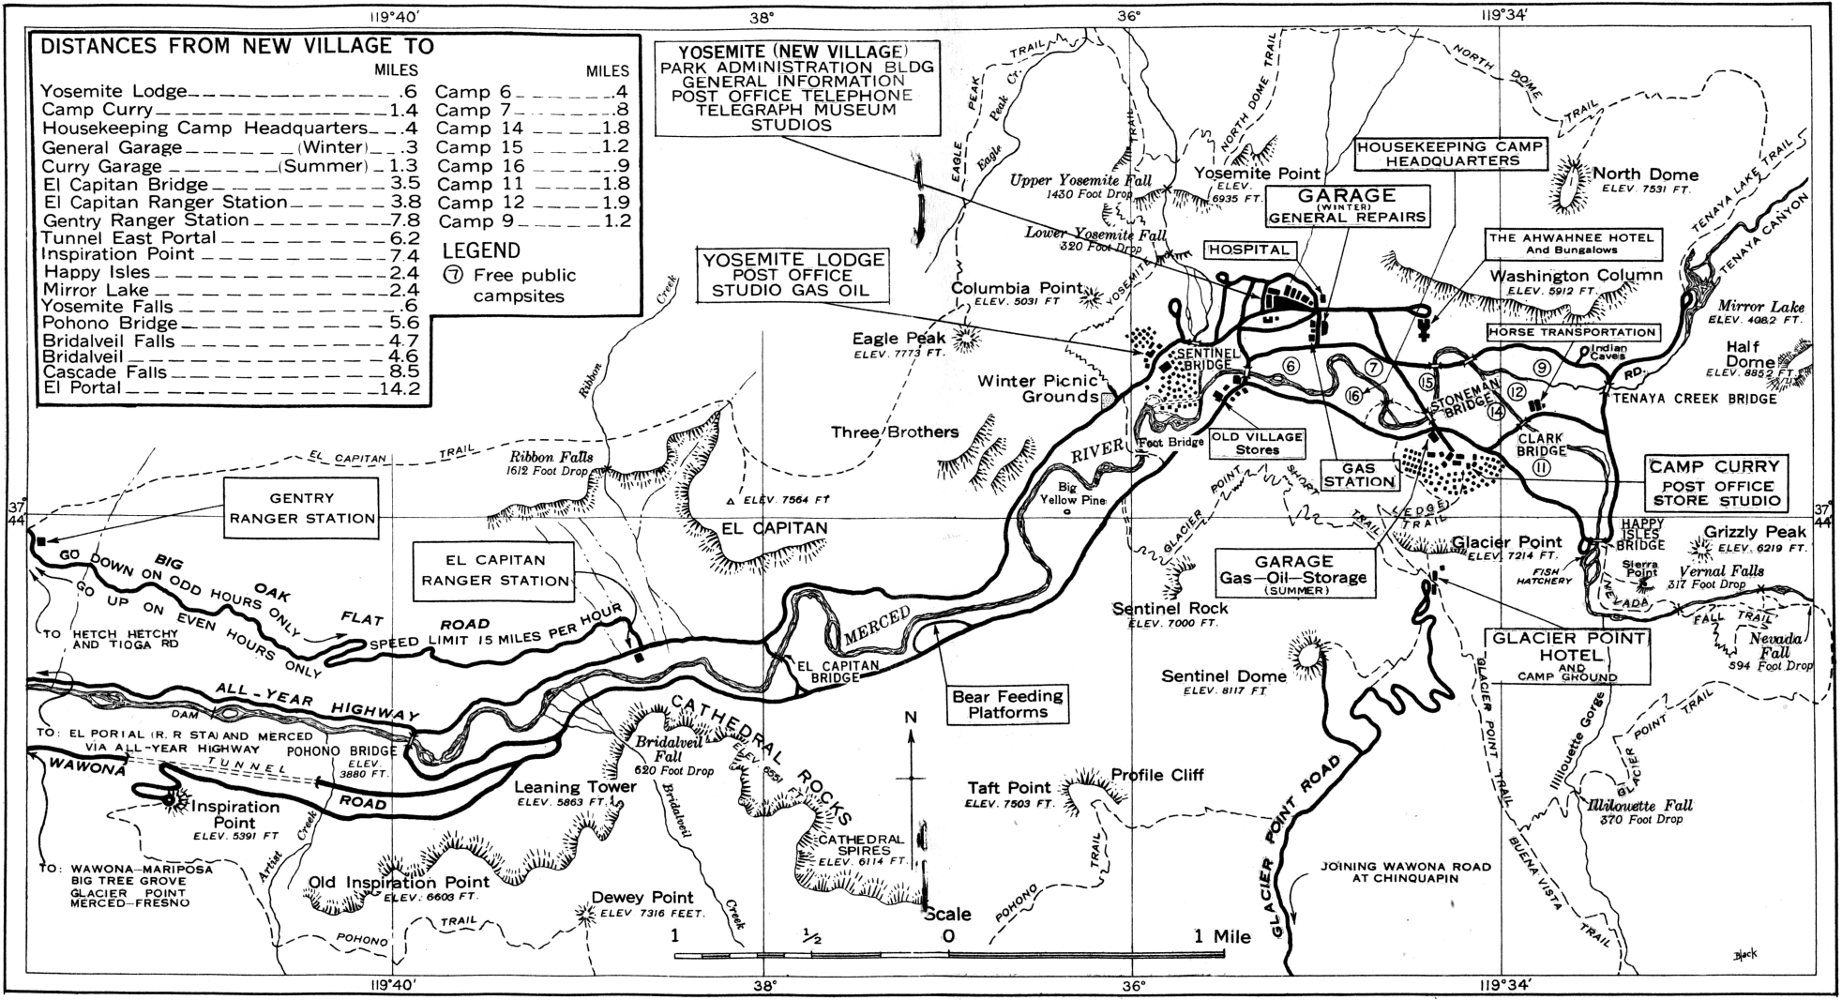 119°40′
38°
36°
119°34′
DISTANCES FROM NEW VILLAGE TO
MILES
Yosemite Lodge .6
Camp Curry 1.4
Housekeeping Camp Headquarters .4
General Garage (Winter) .3
Curry Garage (Summer) 1.3
El Capitan Bridge 3.5
El Capitan Ranger Station 3.8
Gentry Ranger Station 7.8
Tunnel East Portal 6.2
Inspiration Point 7.4
Happy Isles 2.4
Mirror Lake 2.4
Yosemite Falls .6
Pohono Bridge 5.6
Bridalveil Falls 4.7
Bridalveil 4.6
Cascade Falls 8.5
El Portal 14.2
MILES
Camp 6 .4
Camp 7 .8
Camp 14 1.8
Camp 15 1.2
Camp 16 .9
Camp 11 1.8
Camp 12 1.9
Camp 9 1.2
LEGEND
7 Free public
campsites
YOSEMITE (NEW VILLAGE)
PARK ADMINISTRATION BLDG
GENERAL INFORMATION
POST OFFICE TELEPHONE
TELEGRAPH MUSEUM
STUDIOS
YOSEMITE LODGE
POST OFFICE
STUDIO GAS OIL
EAGLE PEAK
TRAIL
Eagle Peak Cr.
TRAIL
NORTH DOME TRAIL
NORTH DOME TRAIL
HOUSEKEEPING CAMP
HEADQUARTERS
North Dome
ELEV. 7531 FT.
TENAYA LAKE TRAIL
TENAYA CANYON
Upper Yosemite Fall
1430 Foot Drop
Yosemite Point
ELEV.
6935 FT.
GARAGE
(WINTER)
GENERAL REPAIRS
Lower Yosemite Fall
320 Foot Drop
YOSEMITE
HOSPITAL
THE AHWAHNEE HOTEL
And Bungalows
Washington Column
ELEV. 5912 FT.
Mirror Lake
ELEV. 4082 FT.
Columbia Point
ELEV. 5031 FT
Eagle Peak
ELEV. 7773 FT.
HORSE TRANSPORTATION
Half
Dome
ELEV. 8852 FT.
Indian
Caves
RD.
SENTINEL
BRIDGE
6
7
9
15
16
12
14
11
STONEMAN
BRIDGE
TENAYA CREEK BRIDGE
Winter Picnic
Grounds
Three Brothers
RIVER
Foot Bridge
OLD VILLAGE
Stores
CLARK
BRIDGE
GAS
STATION
CAMP CURRY
POST OFFICE
STORE STUDIO
Ribbon Creek
EL CAPITAN TRAIL
Ribbon Falls
1612 Foot Drop
ELEV. 7564 FT
EL CAPITAN
Big
Yellow Pine
GLACIER POINT SHORT TRAIL
LEDGE
TRAIL
37°
44′
37°
44′
GENTRY
RANGER STATION
HAPPY
ISLES
BRIDGE
Grizzly Peak
ELEV. 6219 FT.
Glacier Point
ELEV. 7214 FT.
EL CAPITAN
RANGER STATION
GARAGE
Gas-Oil-Storage
(SUMMER)
FISH
HATCHERY
Sierra
Point
Vernal Falls
317 Foot Drop
NEVADA FALL TRAIL
BIG OAK FLAT ROAD
GO DOWN ON ODD HOURS ONLY
GO UP ON EVEN HOURS ONLY
SPEED LIMIT 15 MILES PER HOUR
Sentinel Rock
ELEV. 7000 FT.
MERCED
TO HETCH HETCHY
AND TIOGA RD
GLACIER POINT
HOTEL
AND
CAMP GROUND
Nevada
Fall
594 Foot Drop
EL CAPITAN
BRIDGE
Sentinel Dome
ELEV. 8117 FT
Bear Feeding
Platforms
ALL-YEAR HIGHWAY
DAM
TO: EL PORTAL (R. R STA) AND MERCED
VIA ALL-YEAR HIGHWAY
POHONO BRIDGE
ELEV.
3880 FT.
WAWONA
TUNNEL
ROAD
CATHEDRAL ROCKS
ELEV. 6551 FT.
Bridalveil
Fall
620 Foot Drop
N
GLACIER POINT TRAIL
Illilouette Gorge
GLACIER POINT TRAIL
Leaning Tower
ELEV. 5863 FT.
Taft Point
ELEV. 7503 FT.
Profile Cliff
Inspiration
Point
ELEV. 5391 FT
Illilouette Fall
370 Foot Drop
GLACIER POINT ROAD
Artist Creek
Bridalveil Creek
CATHEDRAL
SPIRES
ELEV. 6114 FT.
BUENA VISTA TRAIL
TO: WAWONA-MARIPOSA
BIG TREE GROVE
GLACIER POINT
MERCED-FRESNO
Old Inspiration Point
ELEV. 6603 FT.
Dewey Point
ELEV 7316 FEET.
POHONO TRAIL
POHONO TRAIL
JOINING WAWONA ROAD
AT CHINQUAPIN
Scale
1 ½ 0 1 Mile
Black
119°40′
38°
36°
119°34′